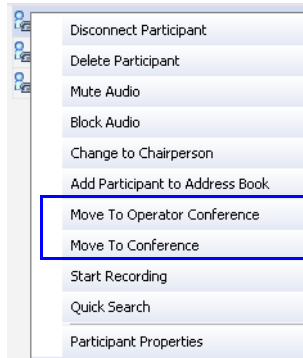 Disconnect Participant
Delete Participant
Mute Audio
Block Audio
Change to Chairperson
Add Participant to Address Book
Move To Operator Conference
Move To Conference
Start Recording
Quick Search
Participant Properties